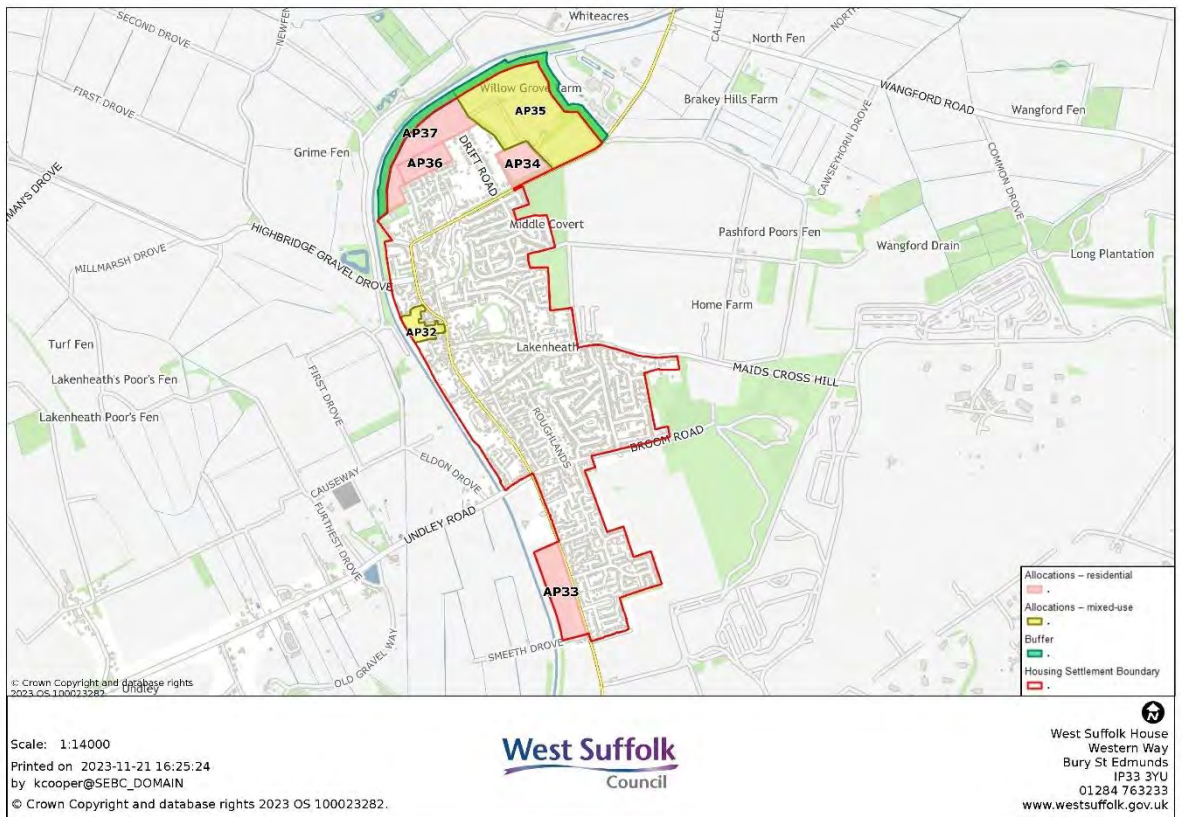 Whiteacres
SECOND DROVE
NEWFEN
CALLED
NORTH
North Fen
FIRST DROVE
Willow Grove Farm
AP35
Brakey Hills Farm
WANGFORD ROAD
Wangford Fen
AP37
Grime Fen
DRIFT ROAD
AP36
AP34
CAWSEYHORN DROVE
COMMON DROVE
YMAN'S DROVE
Middle Covert
Pashford Poors Fen
HIGHBRIDGE GRAVEL DROVE
Wangford Drain
Long Plantation
MILLMARSH DROVE
Home Farm
AP32
Turf Fen
Lakenheath
MAIDS CROSS HILL
Lakenheath's Poor's Fen
FIRST DROVE
Lakenheath Poor's Fen
ROUGHLANDS
BROOM ROAD
ELDON DROVE
CAUSEWAY
FURTHEST DROVE
UNDLEY ROAD
AP33
SMEETH DROVE
OLD GRAVEL WAY
Undley
© Crown Copyright and database rights
2023 OS 100023282.
Allocations – residential
.
Allocations – mixed-use
.
Buffer
.
Housing Settlement Boundary
.
N
Scale: 1:14000
Printed on 2023-11-21 16:25:24
by kcooper@SEBC_DOMAIN
© Crown Copyright and database rights 2023 OS 100023282.
West Suffolk
Council
West Suffolk House
Western Way
Bury St Edmunds
IP33 3YU
01284 763233
www.westsuffolk.gov.uk